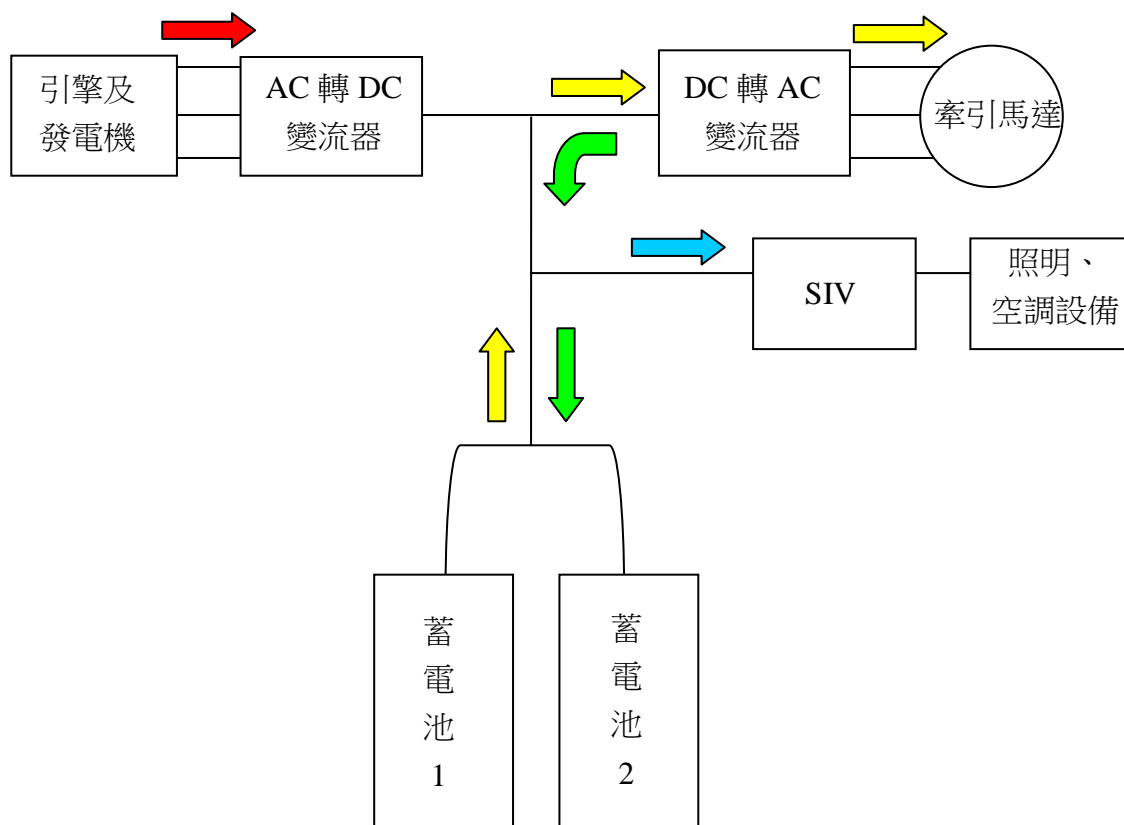 引擎及
發電機
AC 轉 DC
變流器
DC 轉 AC
變流器
牽引馬達
SIV
照明、
空調設備
蓄
電
池
1
蓄
電
池
2